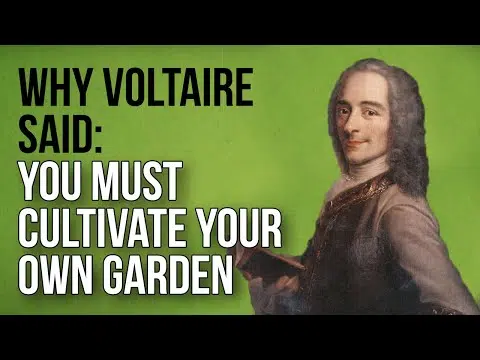 WHY VOLTAIRE
SAID:
YOU MUST
CULTIVATE YOUR
OWN GARDEN